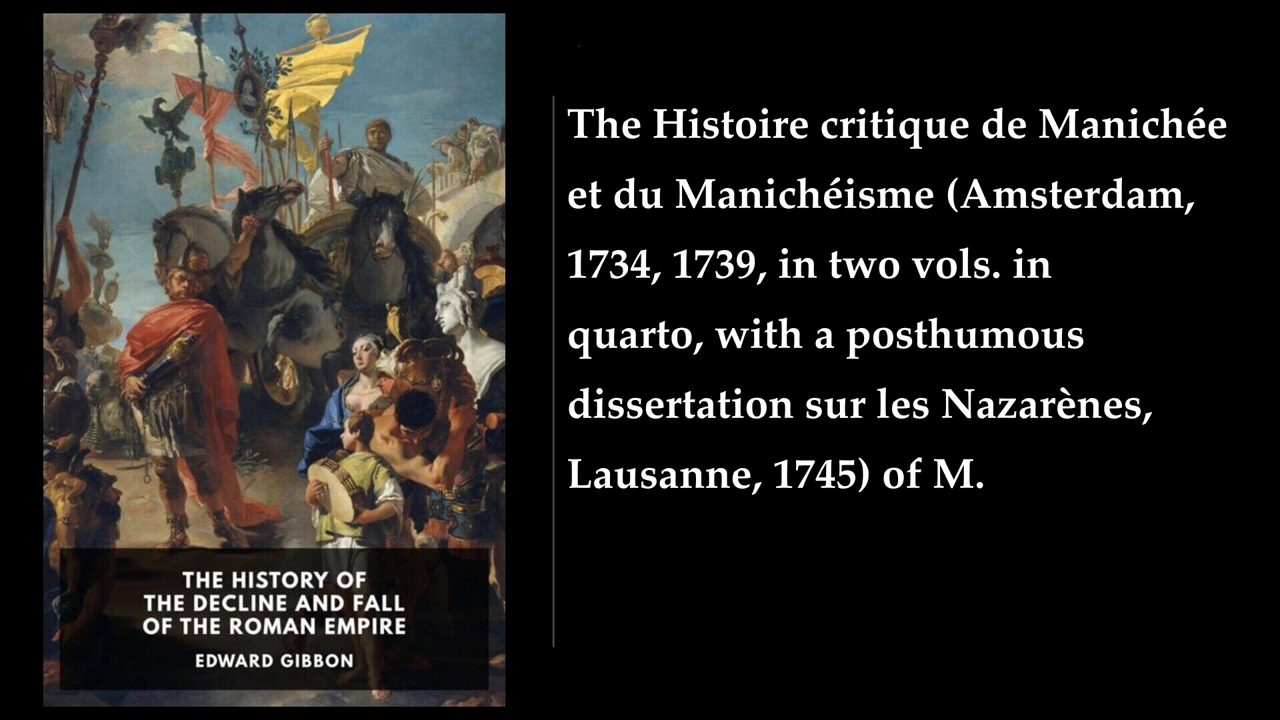 THE HISTORY OF
THE DECLINE AND FALL
OF THE ROMAN EMPIRE
EDWARD GIBBON
The Histoire critique de Manichée
et du Manichéisme (Amsterdam,
1734, 1739, in two vols. in
quarto, with a posthumous
dissertation sur les Nazarènes,
Lausanne, 1745) of M.